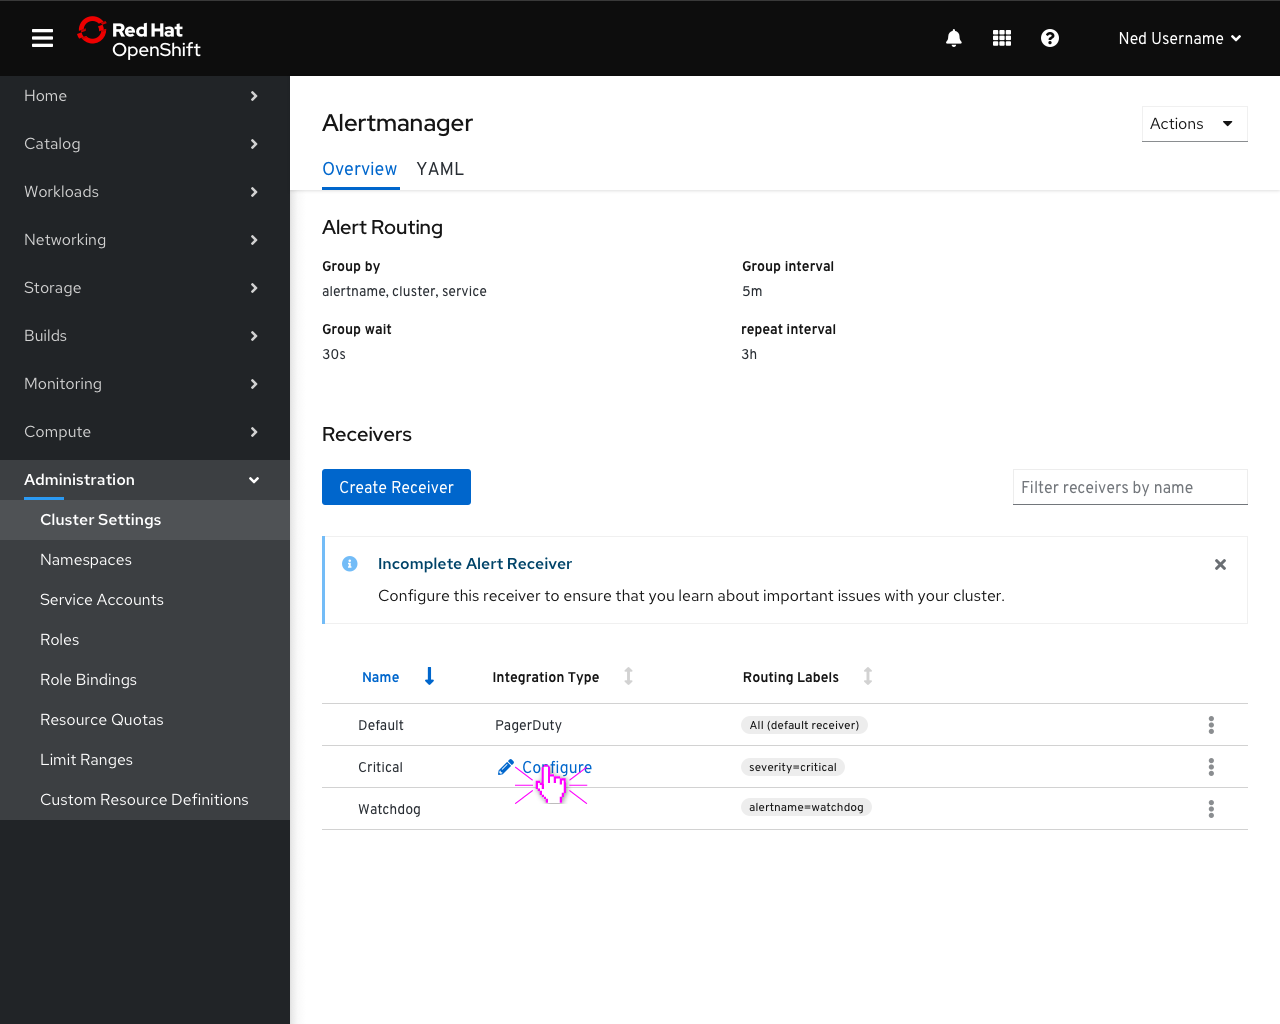 Red Hat
OpenShift
Ned Username
Home
Catalog
Workloads
Networking
Storage
Builds
Monitoring
Compute
Administration
Cluster Settings
Namespaces
Service Accounts
Roles
Role Bindings
Resource Quotas
Limit Ranges
Custom Resource Definitions
Alertmanager
Actions
Overview YAML
Alert Routing
Group by
alertname, cluster, service
Group interval
5m
Group wait
30s
repeat interval
3h
Receivers
Create Receiver
Filter receivers by name
Incomplete Alert Receiver
Configure this receiver to ensure that you learn about important issues with your cluster.
Name Integration Type Routing Labels
Default PagerDuty All (default receiver)
Critical Configure severity=critical
Watchdog alertname=watchdog